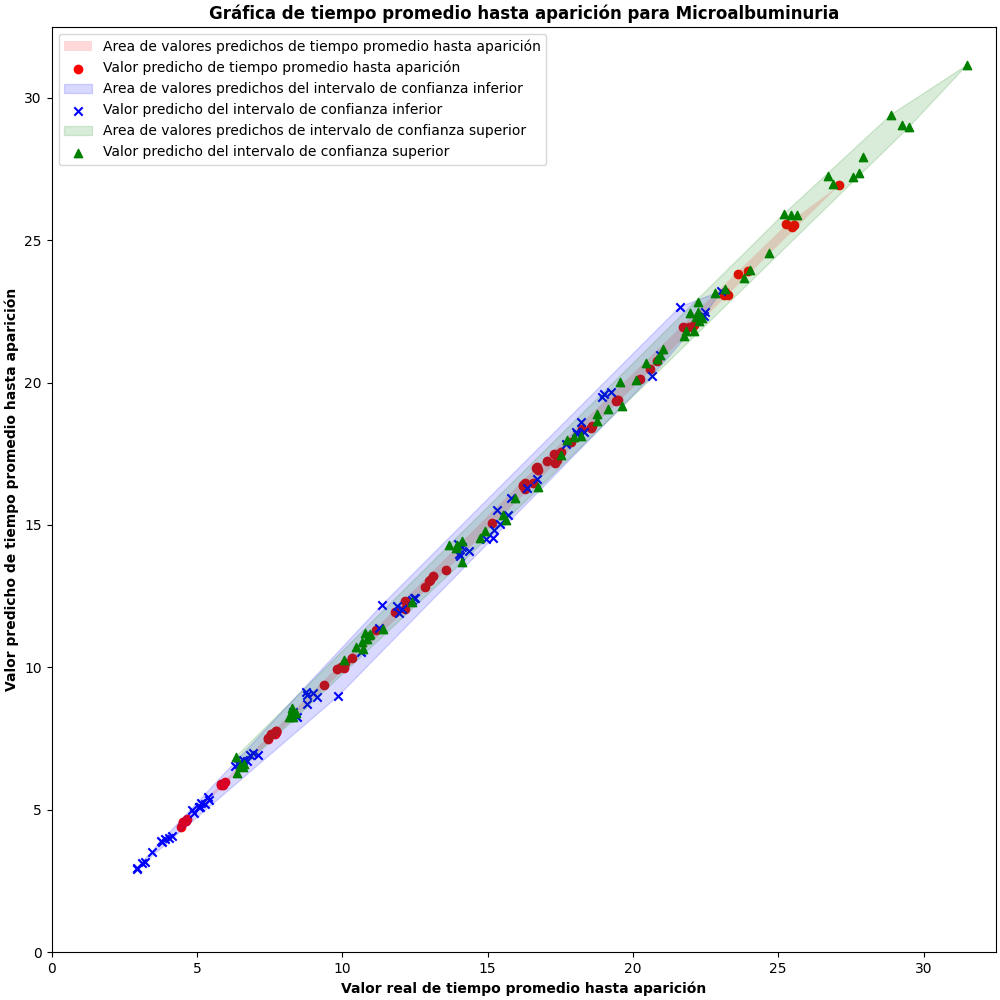 Gráfica de tiempo promedio hasta aparición para Microalbuminuria
Area de valores predichos de tiempo promedio hasta aparición
Valor predicho de tiempo promedio hasta aparición
Area de valores predichos del intervalo de confianza inferior
Valor predicho del intervalo de confianza inferior
Area de valores predichos de intervalo de confianza superior
Valor predicho del intervalo de confianza superior
Valor predicho de tiempo promedio hasta aparición
30
25
20
15
10
5
0
0 5 10 15 20 25 30
Valor real de tiempo promedio hasta aparición